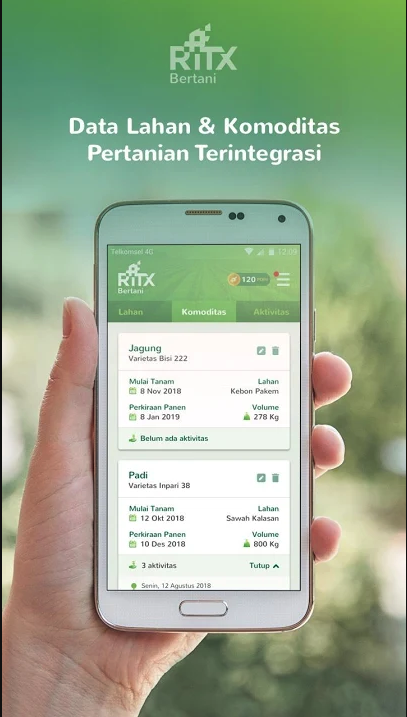 RiTX
Bertani
Data Lahan & Komoditas
Pertanian Terintegrasi
Telkomsel 4G 12:09
RiTX
Bertani
120
Lahan Komoditas Aktivitas
Jagung
Varietas Bisi 222
Mulai Tanam Lahan
8 Nov 2018 Kebon Pakem
Perkiraan Panen Volume
8 Jan 2019 278 Kg
Belum ada aktivitas
Padi
Varietas Inpari 38
Mulai Tanam Lahan
12 Okt 2018 Sawah Kalasan
Perkiraan Panen Volume
10 Des 2018 800 Kg
3 aktivitas Tutup
Senin, 12 Agustus 2018